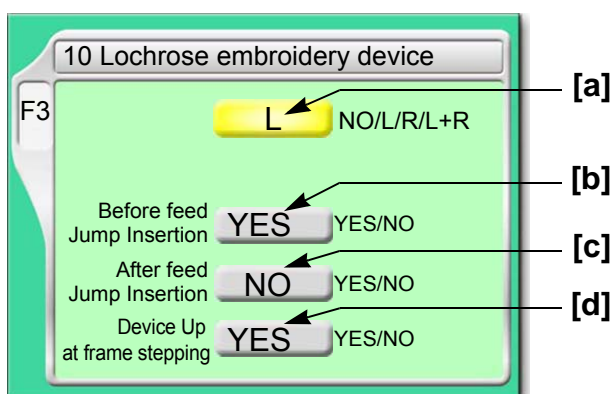 10 Lochrose embroidery device
F3
[a]
L NO/L/R/L+R
[b]
Before feed
Jump Insertion YES YES/NO
[c]
After feed
Jump Insertion NO YES/NO
[d]
Device Up
at frame stepping YES YES/NO